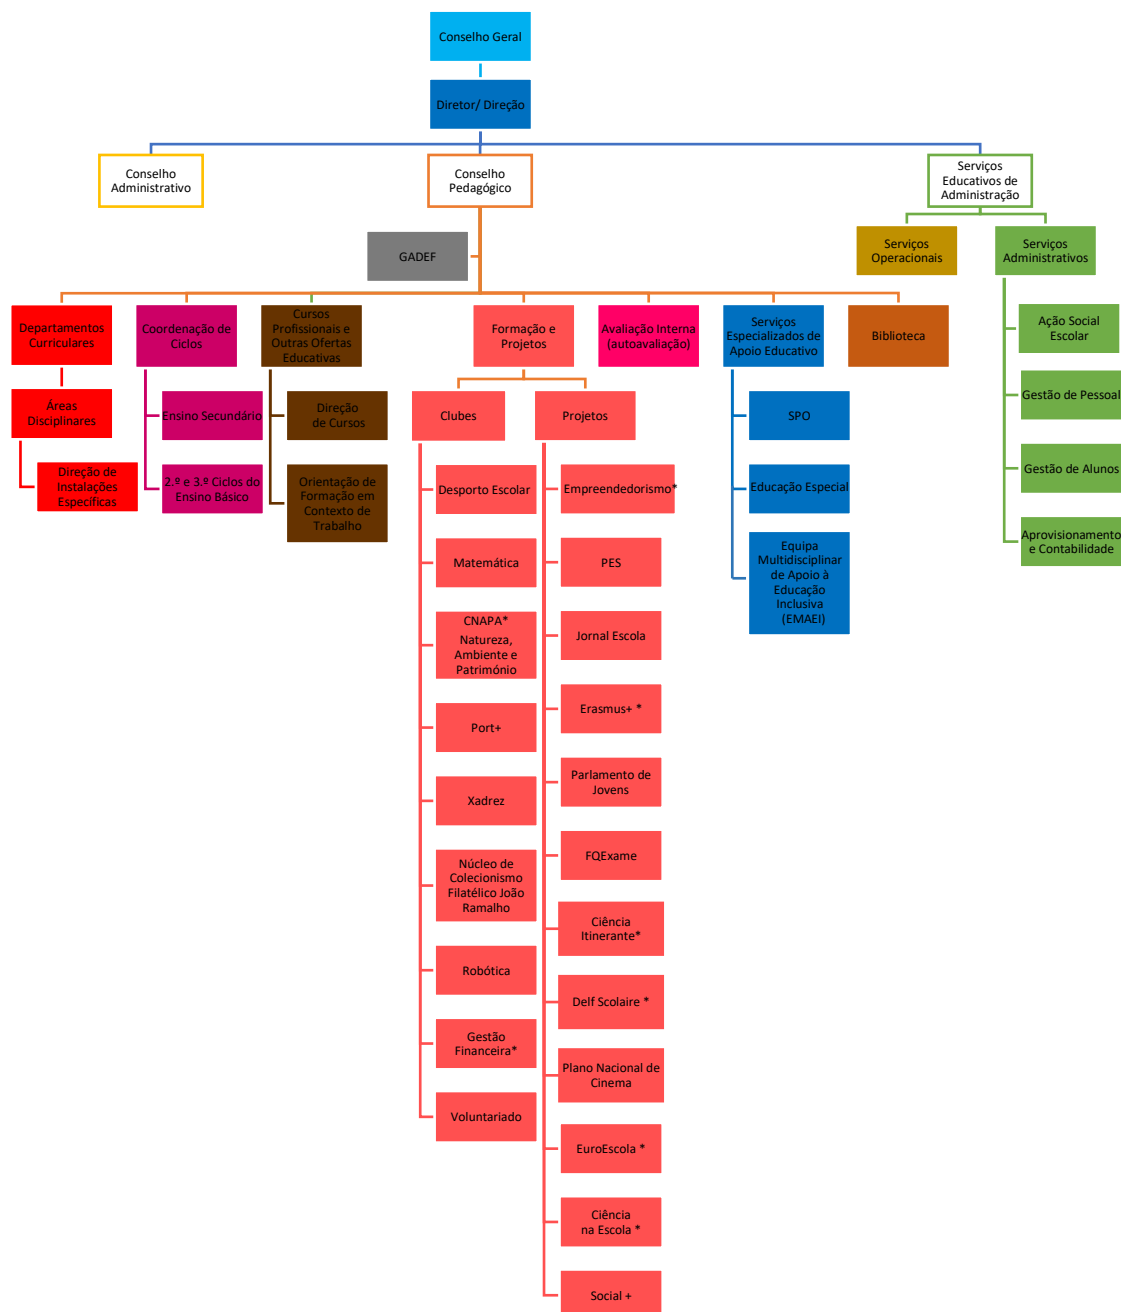 Conselho Geral
Diretor/ Direção
Conselho
Administrativo
Conselho
Pedagógico
Serviços
Educativos de
Administração
GADEF
Serviços
Operacionais
Serviços
Administrativos
Departamentos
Curriculares
Coordenação de
Ciclos
Cursos
Profissionais e
Outras Ofertas
Educativas
Formação e
Projetos
Avaliação Interna
(autoavaliação)
Serviços
Especializados de
Apoio Educativo
Biblioteca
Ação Social
Escolar
Áreas
Disciplinares
Ensino Secundário
Direção
de Cursos
Clubes
Projetos
SPO
Gestão de Pessoal
Direção de
Instalações
Específicas
2.º e 3.º Ciclos do
Ensino Básico
Orientação de
Formação em
Contexto de
Trabalho
Desporto Escolar
Empreendedorismo*
Educação Especial
Gestão de Alunos
Matemática
PES
Equipa
Multidisciplinar
de Apoio à
Educação
Inclusiva
(EMAEI)
Aprovisionamento
e Contabilidade
CNAPA*
Natureza,
Ambiente e
Património
Jornal Escola
Port+
Erasmus+ *
Xadrez
Parlamento de
Jovens
Núcleo de
Colecionismo
Filatélico João
Ramalho
FQExame
Robótica
Ciência
Itinerante*
Gestão
Financeira*
Delf Scolaire *
Voluntariado
Plano Nacional de
Cinema
EuroEscola *
Ciência
na Escola *
Social +